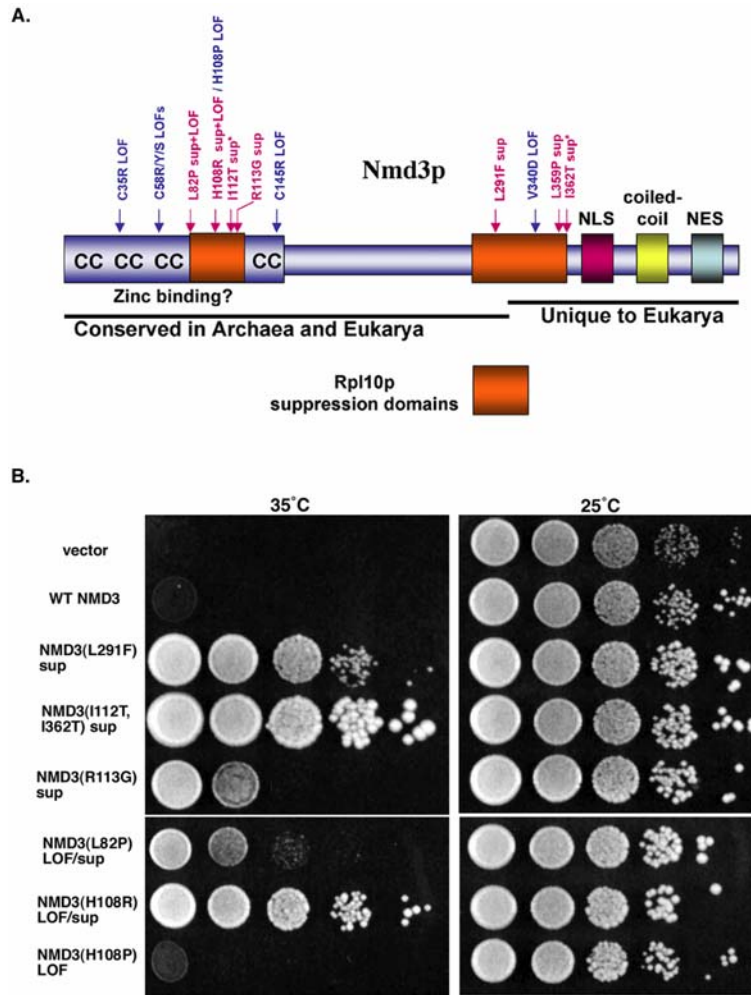 A.
C35R LOF
C58R/Y/S LOFs
L82P sup+LOF
H108R sup+LOF / H108P LOF
I112T sup*
R113G sup
C145R LOF
Nmd3p
L291F sup
V340D LOF
L359P sup
I362T sup*
NLS
coiled-
coil
NES
CC CC CC CC
Zinc binding?
Conserved in Archaea and Eukarya
Unique to Eukarya
Rpl10p
suppression domains
B.
35˚C 25˚C
vector
WT NMD3
NMD3(L291F)
sup
NMD3(I112T,
I362T) sup
NMD3(R113G)
sup
NMD3(L82P)
LOF/sup
NMD3(H108R)
LOF/sup
NMD3(H108P)
LOF